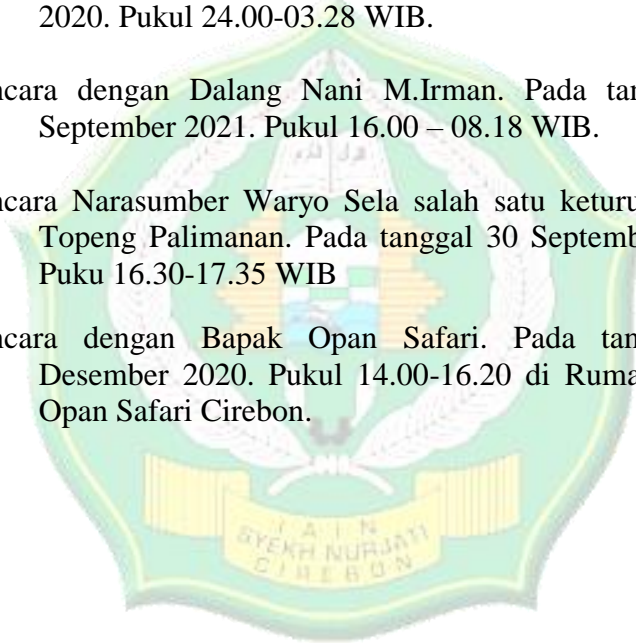 2020. Pukul 24.00-03.28 WIB.
ncara dengan Dalang Nani M.Irman. Pada tan
September 2021. Pukul 16.00 – 08.18 WIB.
ncara Narasumber Waryo Sela salah satu keturu
Topeng Palimanan. Pada tanggal 30 Septemb
Puku 16.30-17.35 WIB
ncara dengan Bapak Opan Safari. Pada tan
Desember 2020. Pukul 14.00-16.20 di Ruma
Opan Safari Cirebon.
IAIN
SYEKH NURJATI
CIREBON